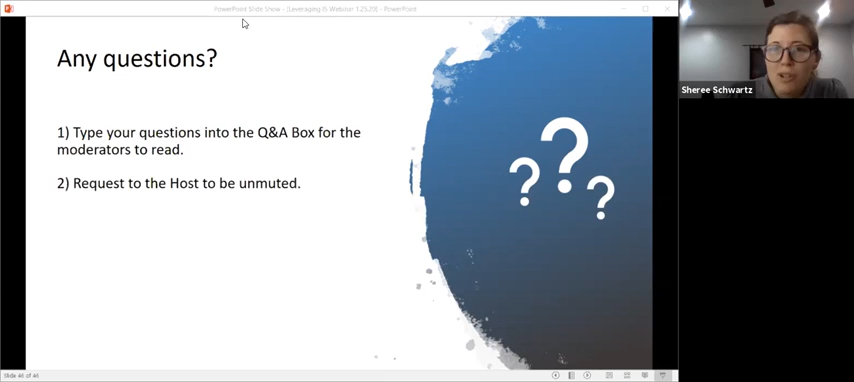 PowerPoint Slide Show - [Leveraging IS Webinar 1.25.20] - PowerPoint
Any questions?
1) Type your questions into the Q&A Box for the
moderators to read.
2) Request to the Host to be unmuted.
???
Slide 46 of 46
Sheree Schwartz